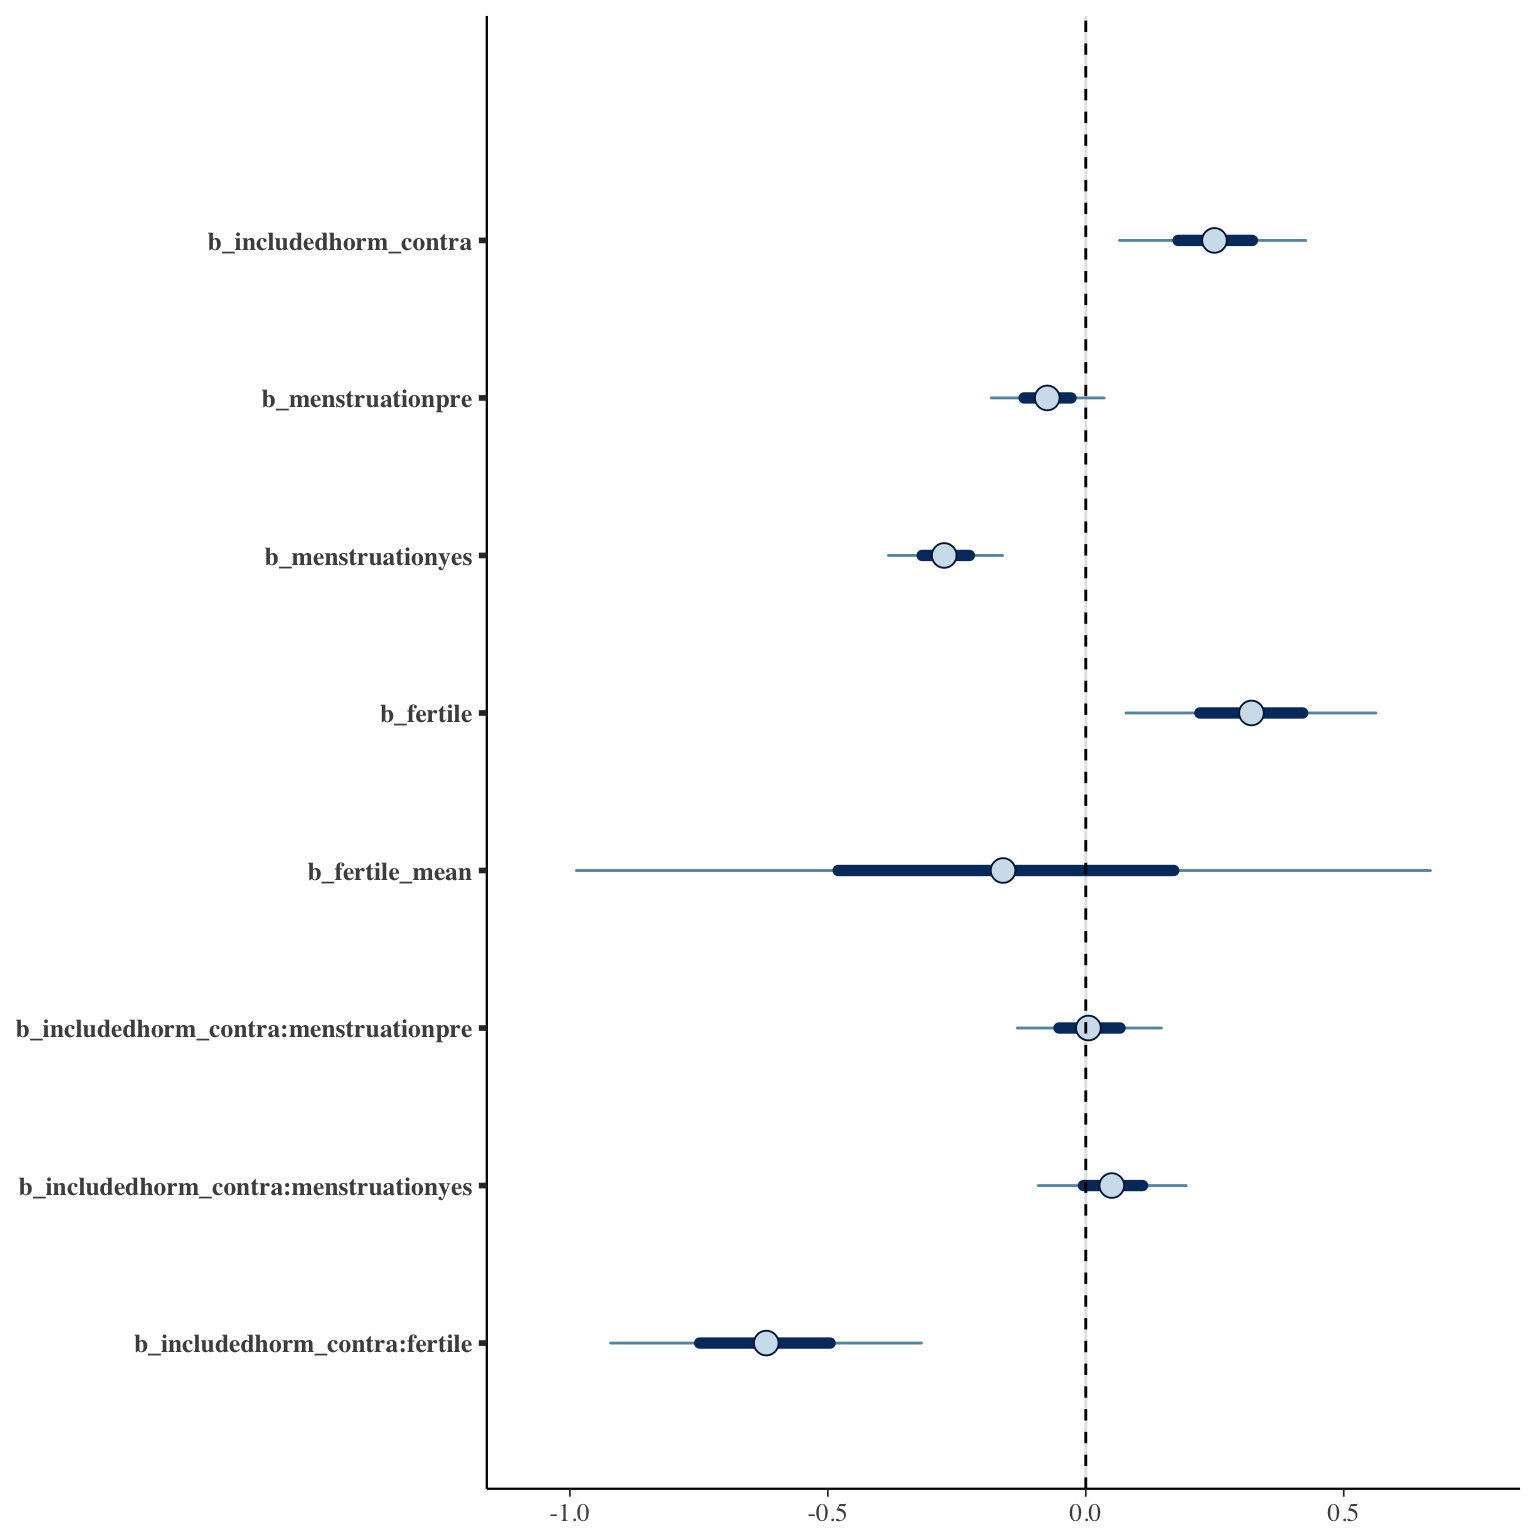 b_includedhorm_contra
b_menstruationpre
b_menstruationyes
b_fertile
b_fertile_mean
b_includedhorm_contra:menstruationpre
b_includedhorm_contra:menstruationyes
b_includedhorm_contra:fertile
-1.0 -0.5 0.0 0.5